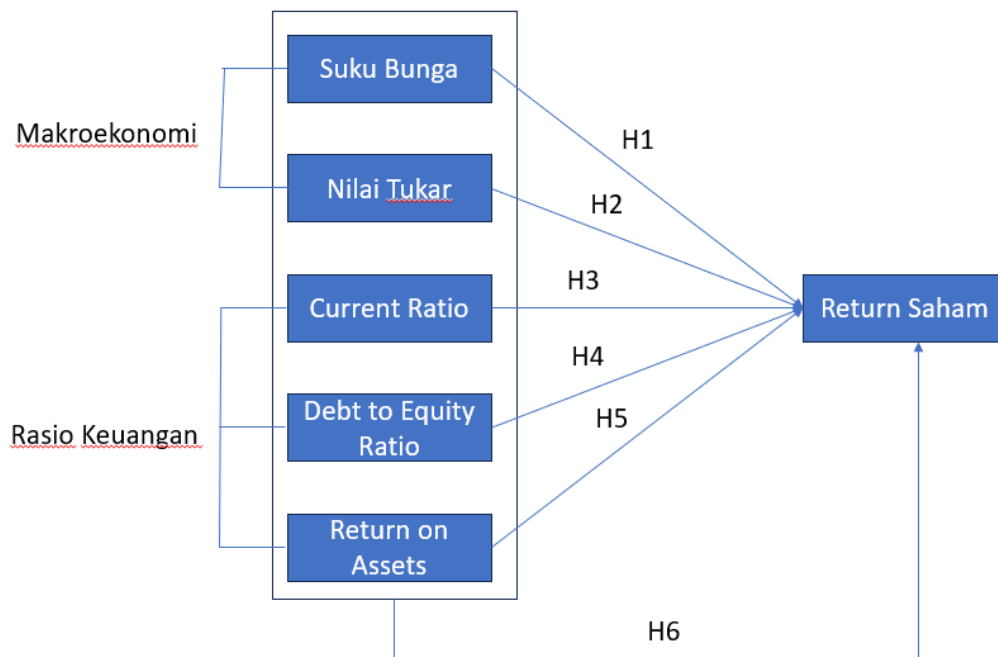 Suku Bunga
Makroekonomi
H1
Nilai Tukar
H2
Current Ratio
H3
Return Saham
H4
Debt to Equity
Ratio
H5
Rasio Keuangan
Return on
Assets
H6